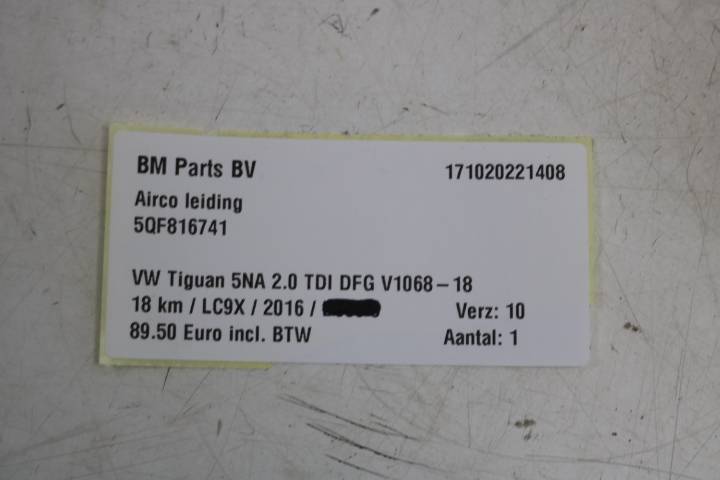 BM Parts BV 171020221408
Airco leiding
5QF816741
VW Tiguan 5NA 2.0 TDI DFG V1068-18
18 km / LC9X / 2016 / Verz: 10
89.50 Euro incl. BTW Aantal: 1